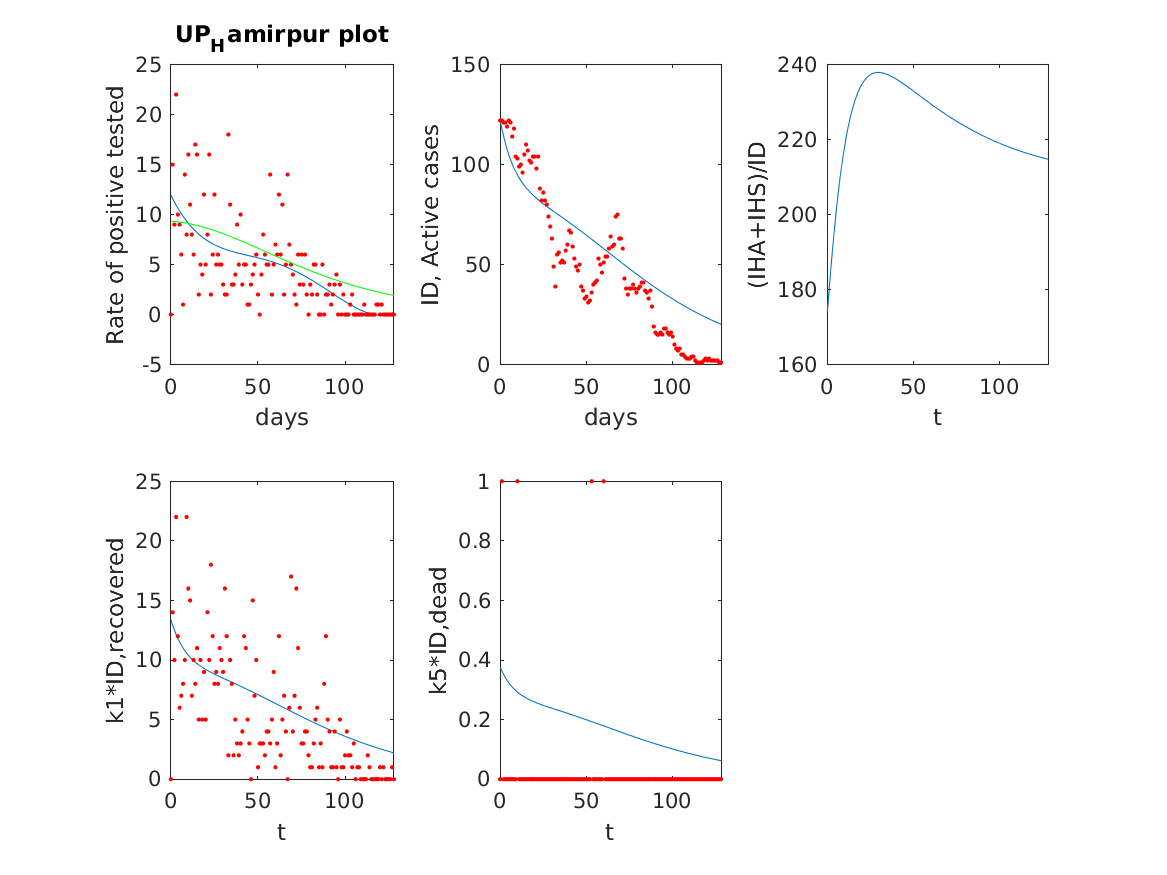 UP_Hamirpur plot
25
20
15
10
5
0
-5
Rate of positive tested
0 50 100
days
150
100
50
0
ID, Active cases
0 50 100
days
240
220
200
180
160
(IHA+IHS)/ID
0 50 100
t
25
20
15
10
5
0
k1*ID,recovered
0 50 100
t
1
0.8
0.6
0.4
0.2
0
k5*ID,dead
0 50 100
t